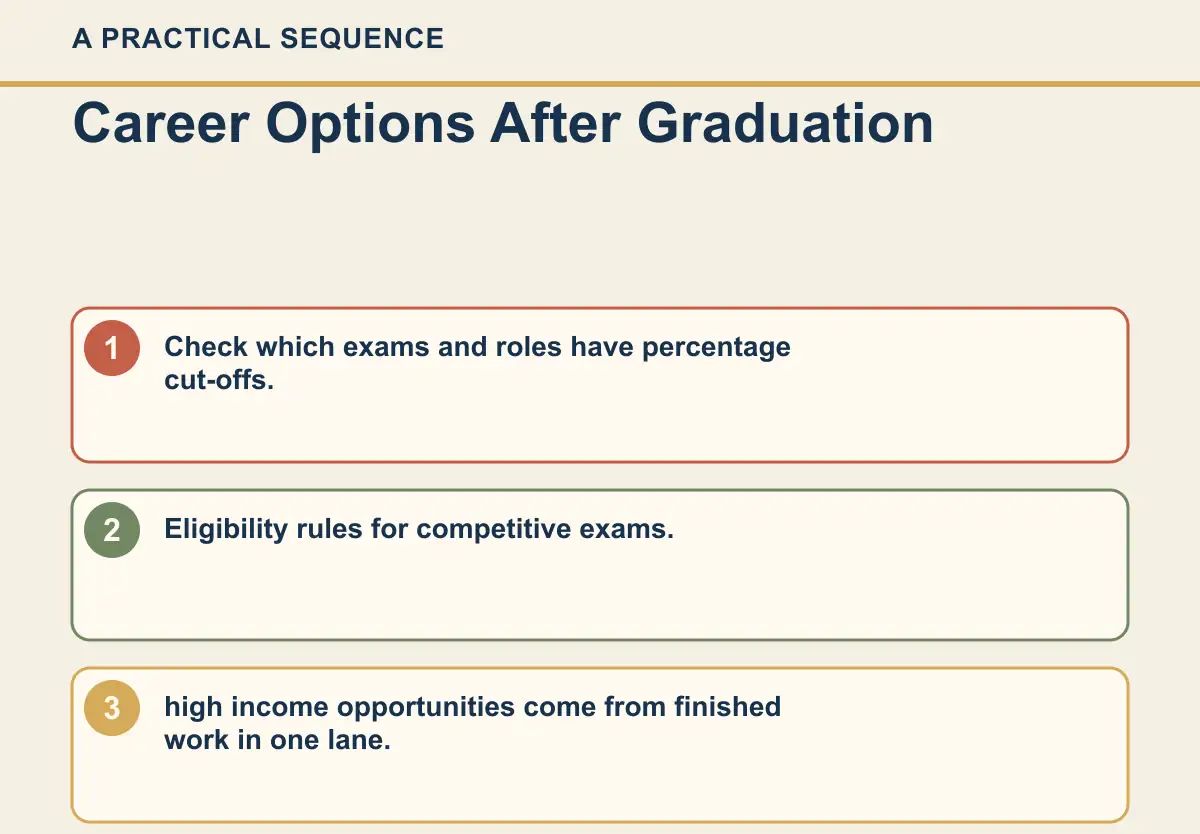 A PRACTICAL SEQUENCE
Career Options After Graduation
1
Check which exams and roles have percentage
cut-offs.
2
Eligibility rules for competitive exams.
3
high income opportunities come from finished
work in one lane.